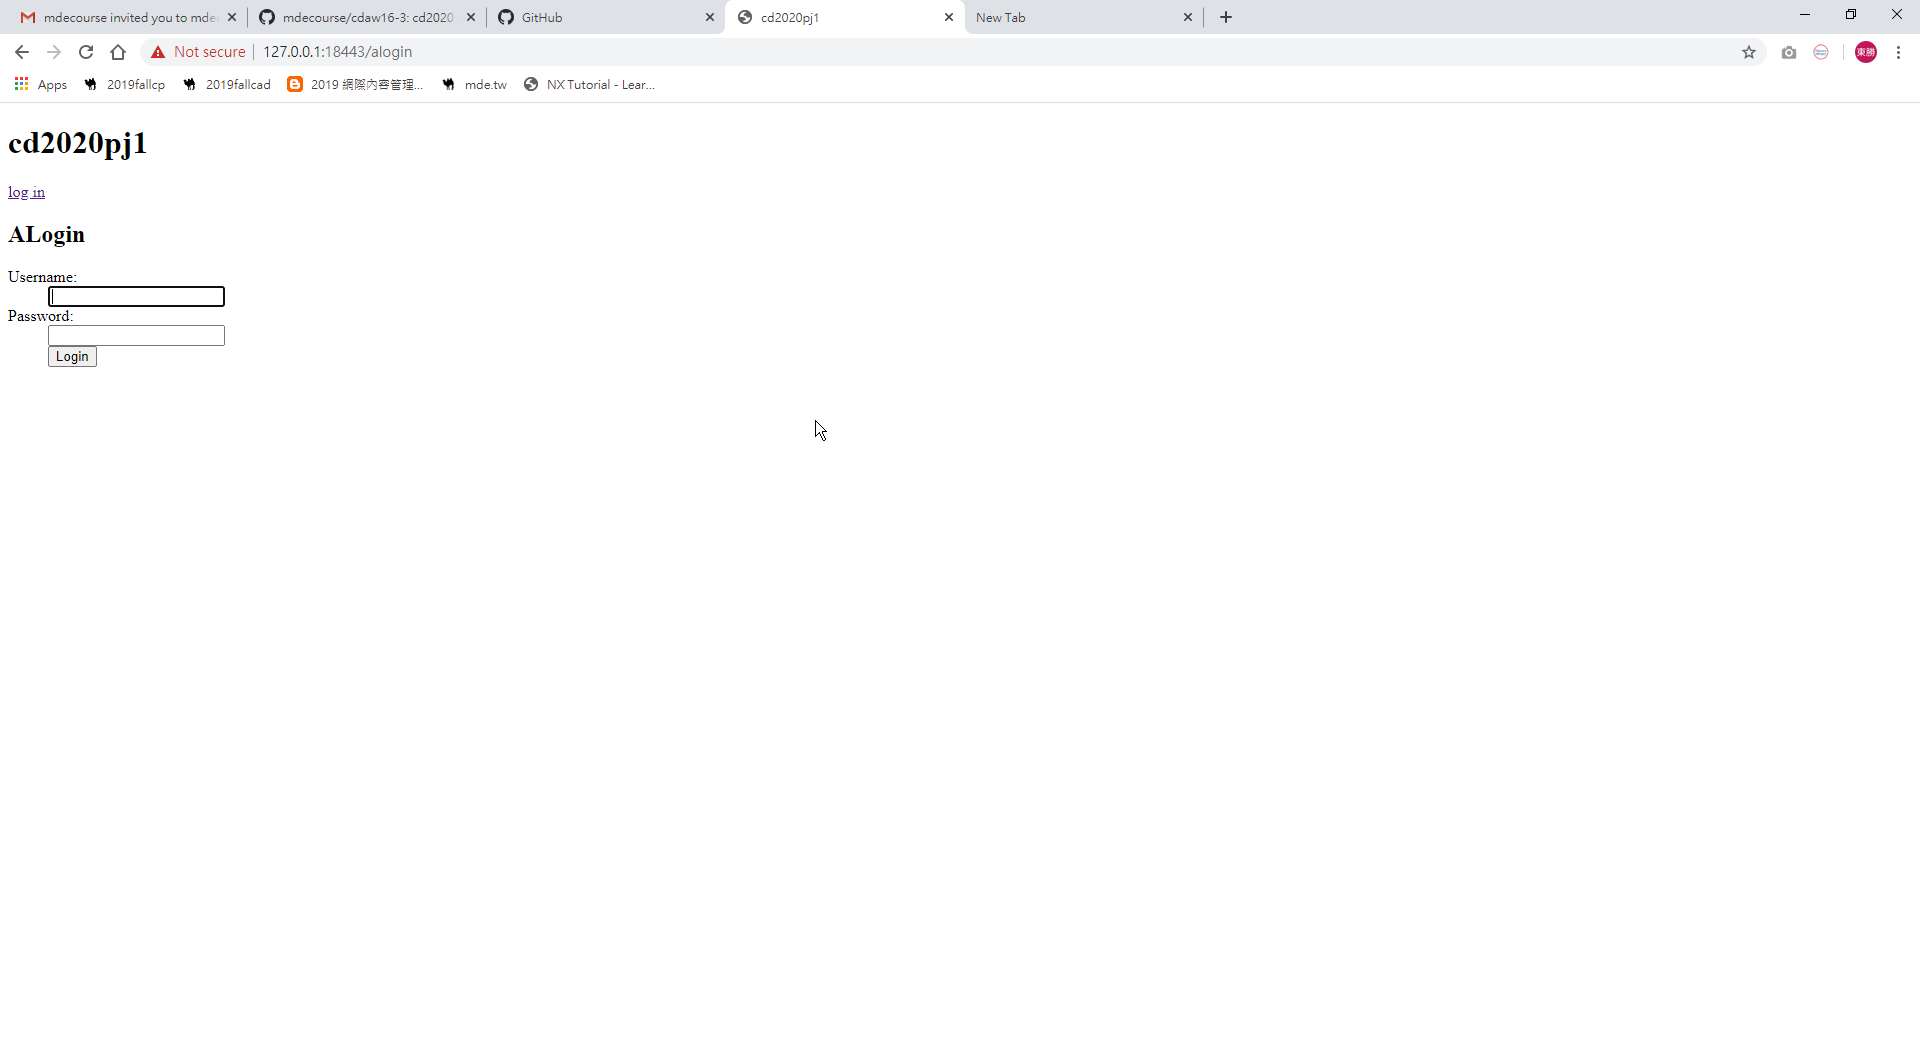 mdecourse invited you to mde
mdecourse/cdaw16-3: cd2020
GitHub
cd2020pj1
New Tab
Not secure
127.0.0.1:18443/alogin
東勝
Apps
2019fallcp
2019fallcad
2019 網際內容管理...
mde.tw
NX Tutorial - Lear...
cd2020pj1
log in
ALogin
Username:
Password:
Login